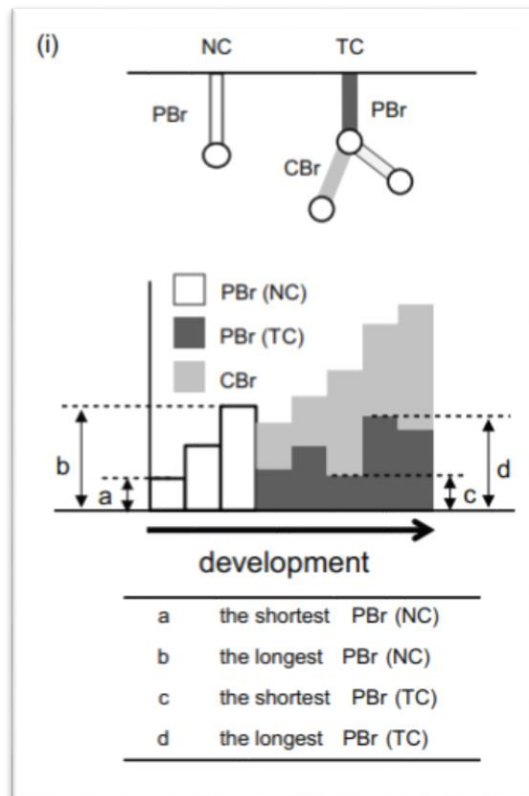 (i)
NC TC
PBr PBr
CBr
PBr (NC)
PBr (TC)
CBr
b
a
c
d
development
a the shortest PBr (NC)
b the longest PBr (NC)
c the shortest PBr (TC)
d the longest PBr (TC)